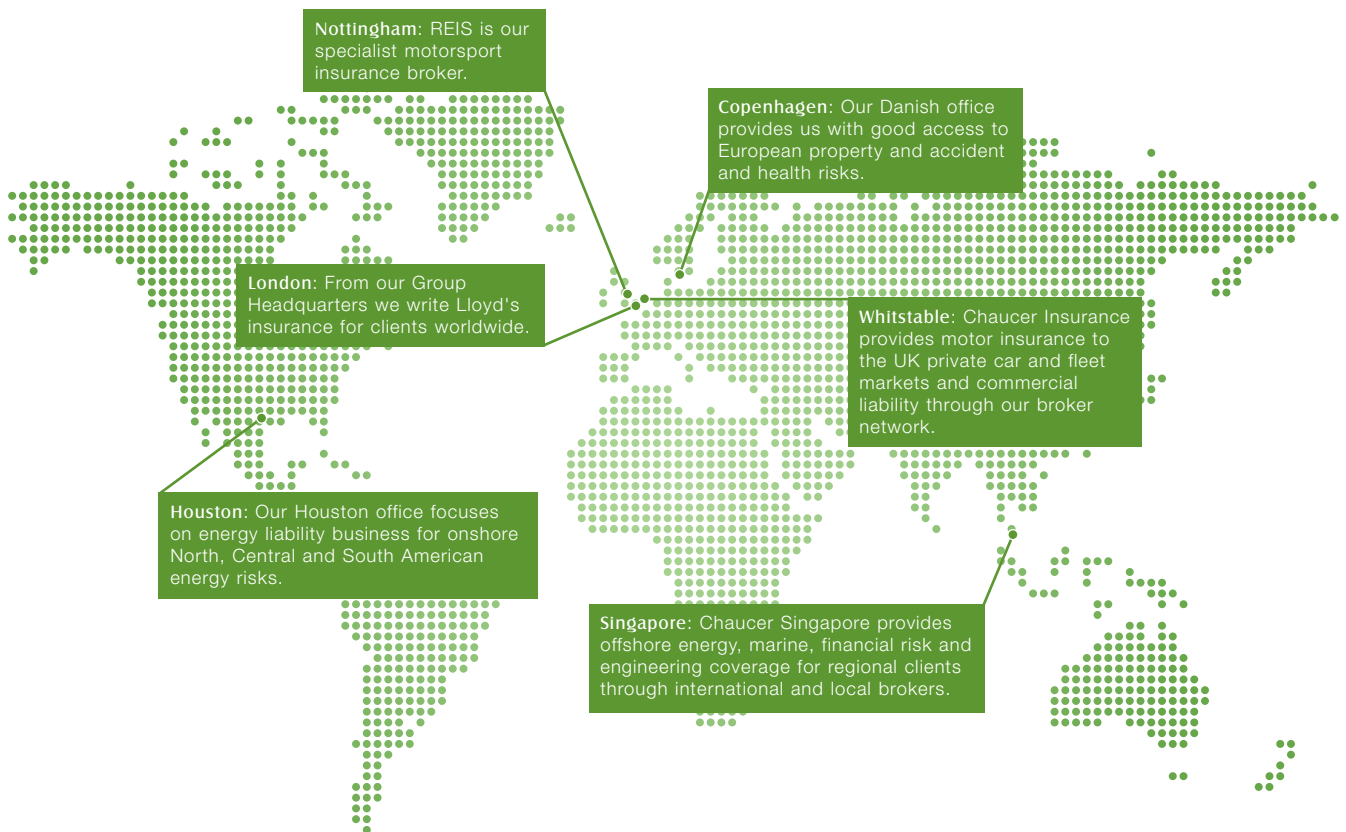 Nottingham: REIS is our
specialist motorsport
insurance broker.
Copenhagen: Our Danish office
provides us with good access to
European property and accident
and health risks.
London: From our Group
Headquarters we write Lloyd's
insurance for clients worldwide.
Whitstable: Chaucer Insurance
provides motor insurance to
the UK private car and fleet
markets and commercial
liability through our broker
network.
Houston: Our Houston office focuses
on energy liability business for onshore
North, Central and South American
energy risks.
Singapore: Chaucer Singapore provides
offshore energy, marine, financial risk and
engineering coverage for regional clients
through international and local brokers.